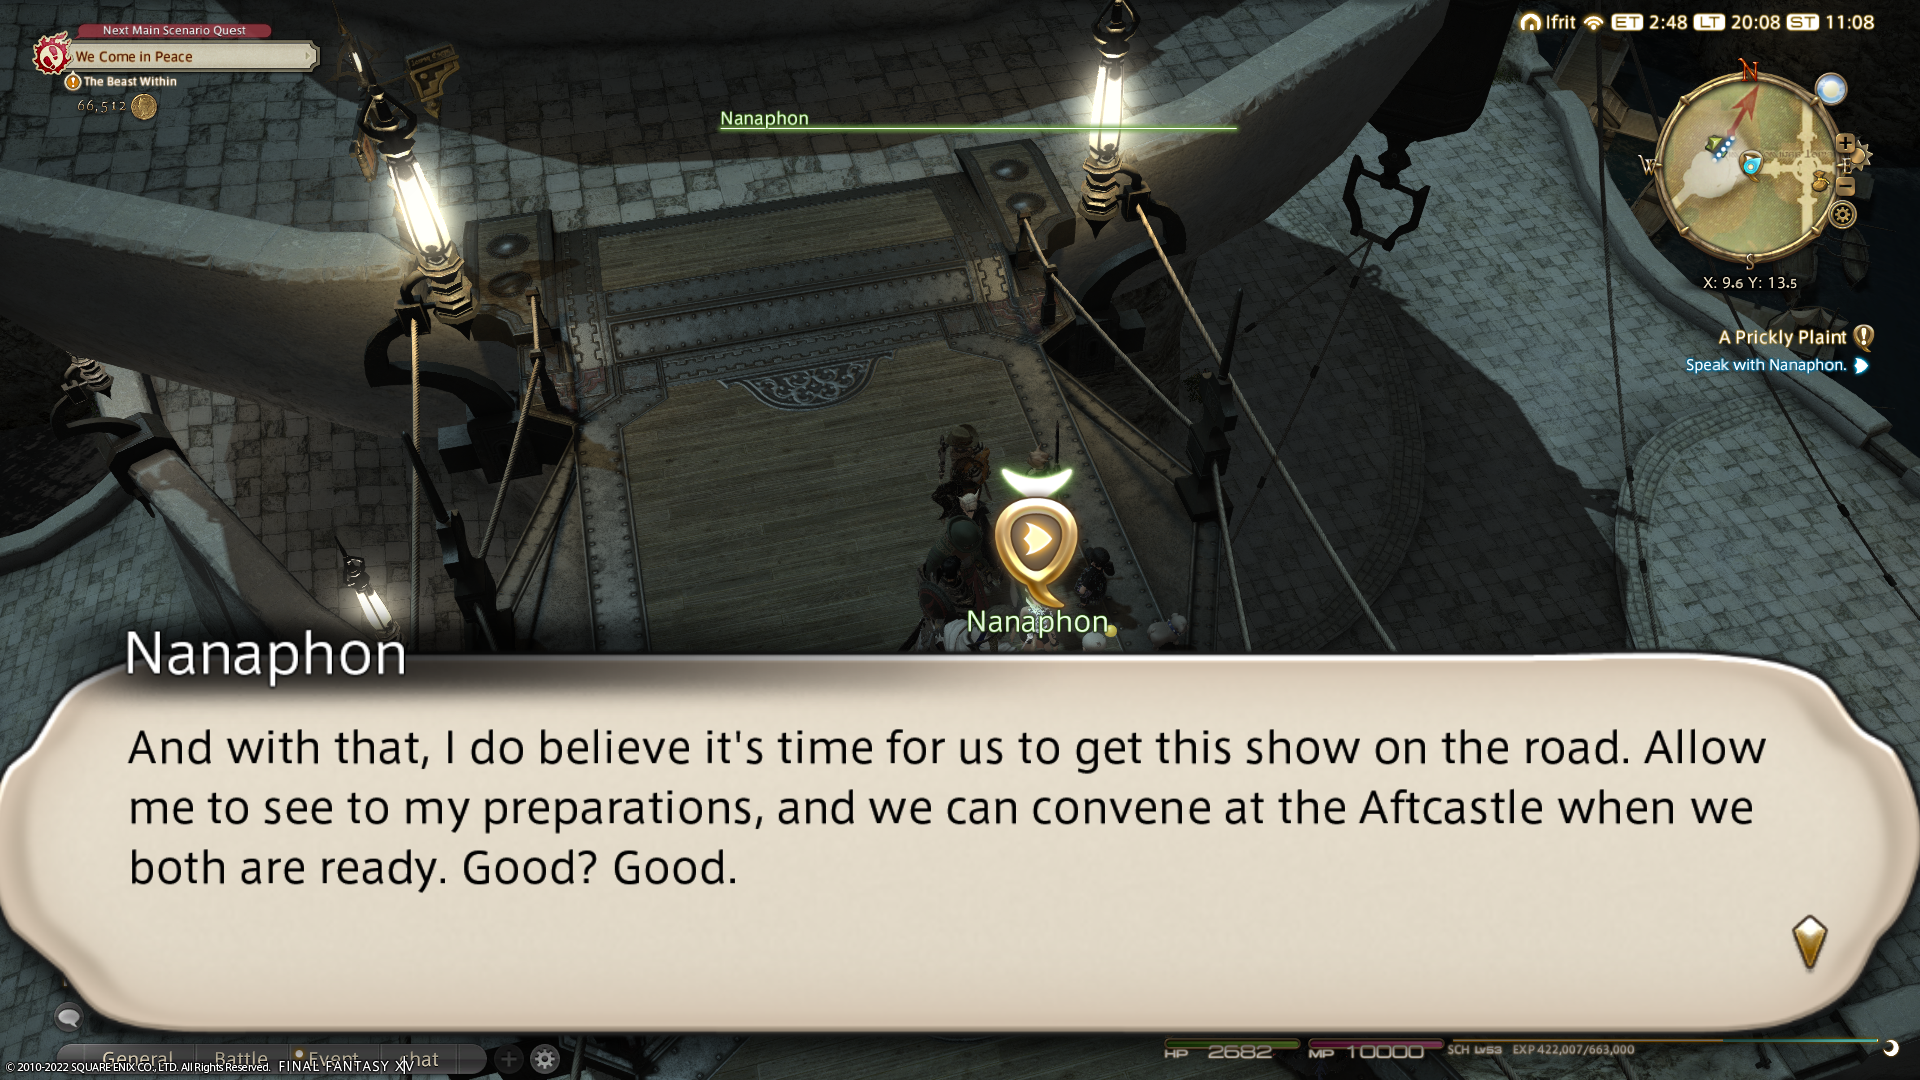 Next Main Scenario Quest
We Come in Peace
The Beast Within
66,512
Ifrit ET 2:48 LT 20:08 ST 11:08
Nanaphon
N
W
E
S
X: 9.6 Y: 13.5
A Prickly Plaint
Speak with Nanaphon.
Nanaphon
Nanaphon
And with that, I do believe it's time for us to get this show on the road. Allow
me to see to my preparations, and we can convene at the Aftcastle when we
both are ready. Good? Good.
General Battle Event
HP 2682 MP 10000 SCH Lv53 EXP 422,007/663,000
© 2010-2022 SQUARE ENIX CO., LTD. All Rights Reserved. FINAL FANTASY XIV